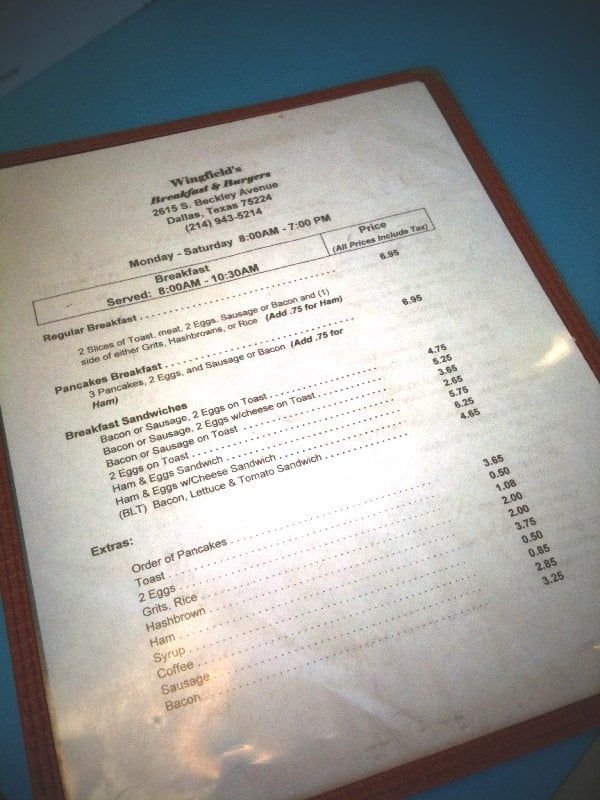 Wingfield's
Breakfast & Burgers
2615 S. Beckley Avenue
Dallas, Texas 75224
(214) 943-5214
Monday - Saturday 8:00AM - 7:00 PM
Breakfast
Served: 8:00AM - 10:30AM
Price
(All Prices Include Tax)
Regular Breakfast 6.95
2 Slices of Toast, meat, 2 Eggs, Sausage or Bacon and (1)
side of either Grits, Hashbrowns, or Rice (Add .75 for Ham)
Pancakes Breakfast 6.95
3 Pancakes, 2 Eggs, and Sausage or Bacon (Add .75 for
Ham)
Breakfast Sandwiches
Bacon or Sausage, 2 Eggs on Toast 4.75
Bacon or Sausage, 2 Eggs w/cheese on Toast 5.25
Bacon or Sausage on Toast 3.65
2 Eggs on Toast 2.65
Ham & Eggs Sandwich 5.75
Ham & Eggs w/Cheese Sandwich 6.25
(BLT) Bacon, Lettuce & Tomato Sandwich 4.65
Extras:
Order of Pancakes 3.65
Toast 0.50
2 Eggs 1.08
Grits, Rice 2.00
Hashbrown 2.00
Ham 3.75
Syrup 0.50
Coffee 0.85
Sausage 2.85
Bacon 3.25